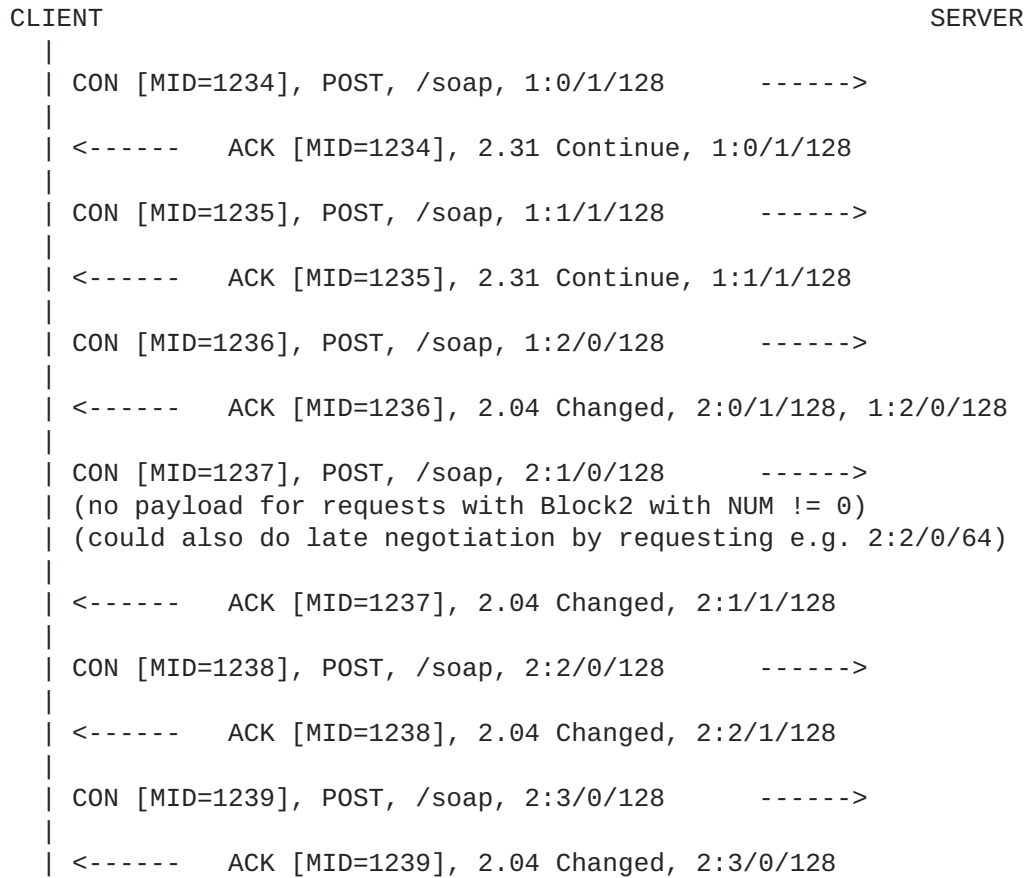 CLIENT                                                     SERVER
  |
  | CON [MID=1234], POST, /soap, 1:0/1/128      ------>
  |
  | <------   ACK [MID=1234], 2.31 Continue, 1:0/1/128
  |
  | CON [MID=1235], POST, /soap, 1:1/1/128      ------>
  |
  | <------   ACK [MID=1235], 2.31 Continue, 1:1/1/128
  |
  | CON [MID=1236], POST, /soap, 1:2/0/128      ------>
  |
  | <------   ACK [MID=1236], 2.04 Changed, 2:0/1/128, 1:2/0/128
  |
  | CON [MID=1237], POST, /soap, 2:1/0/128      ------>
  | (no payload for requests with Block2 with NUM != 0)
  | (could also do late negotiation by requesting e.g. 2:2/0/64)
  |
  | <------   ACK [MID=1237], 2.04 Changed, 2:1/1/128
  |
  | CON [MID=1238], POST, /soap, 2:2/0/128      ------>
  |
  | <------   ACK [MID=1238], 2.04 Changed, 2:2/1/128
  |
  | CON [MID=1239], POST, /soap, 2:3/0/128      ------>
  |
  | <------   ACK [MID=1239], 2.04 Changed, 2:3/0/128